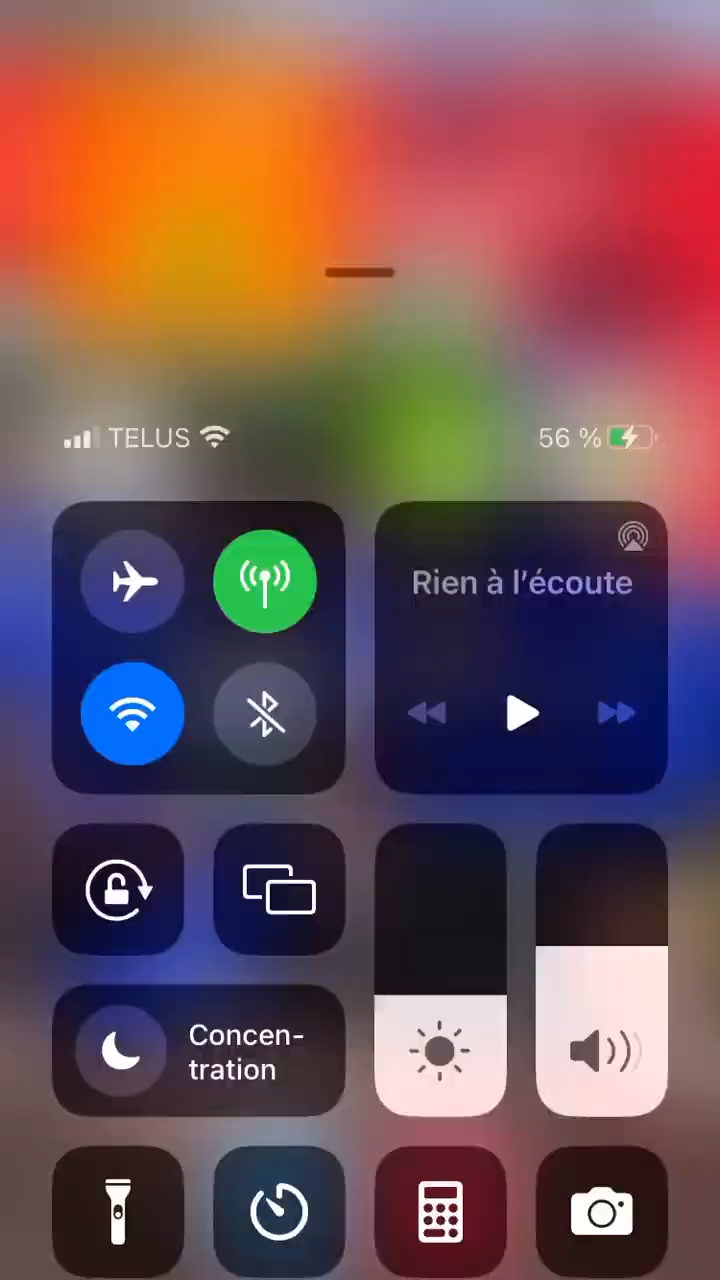 TELUS
56 %
Rien à l’écoute
Concen-
tration